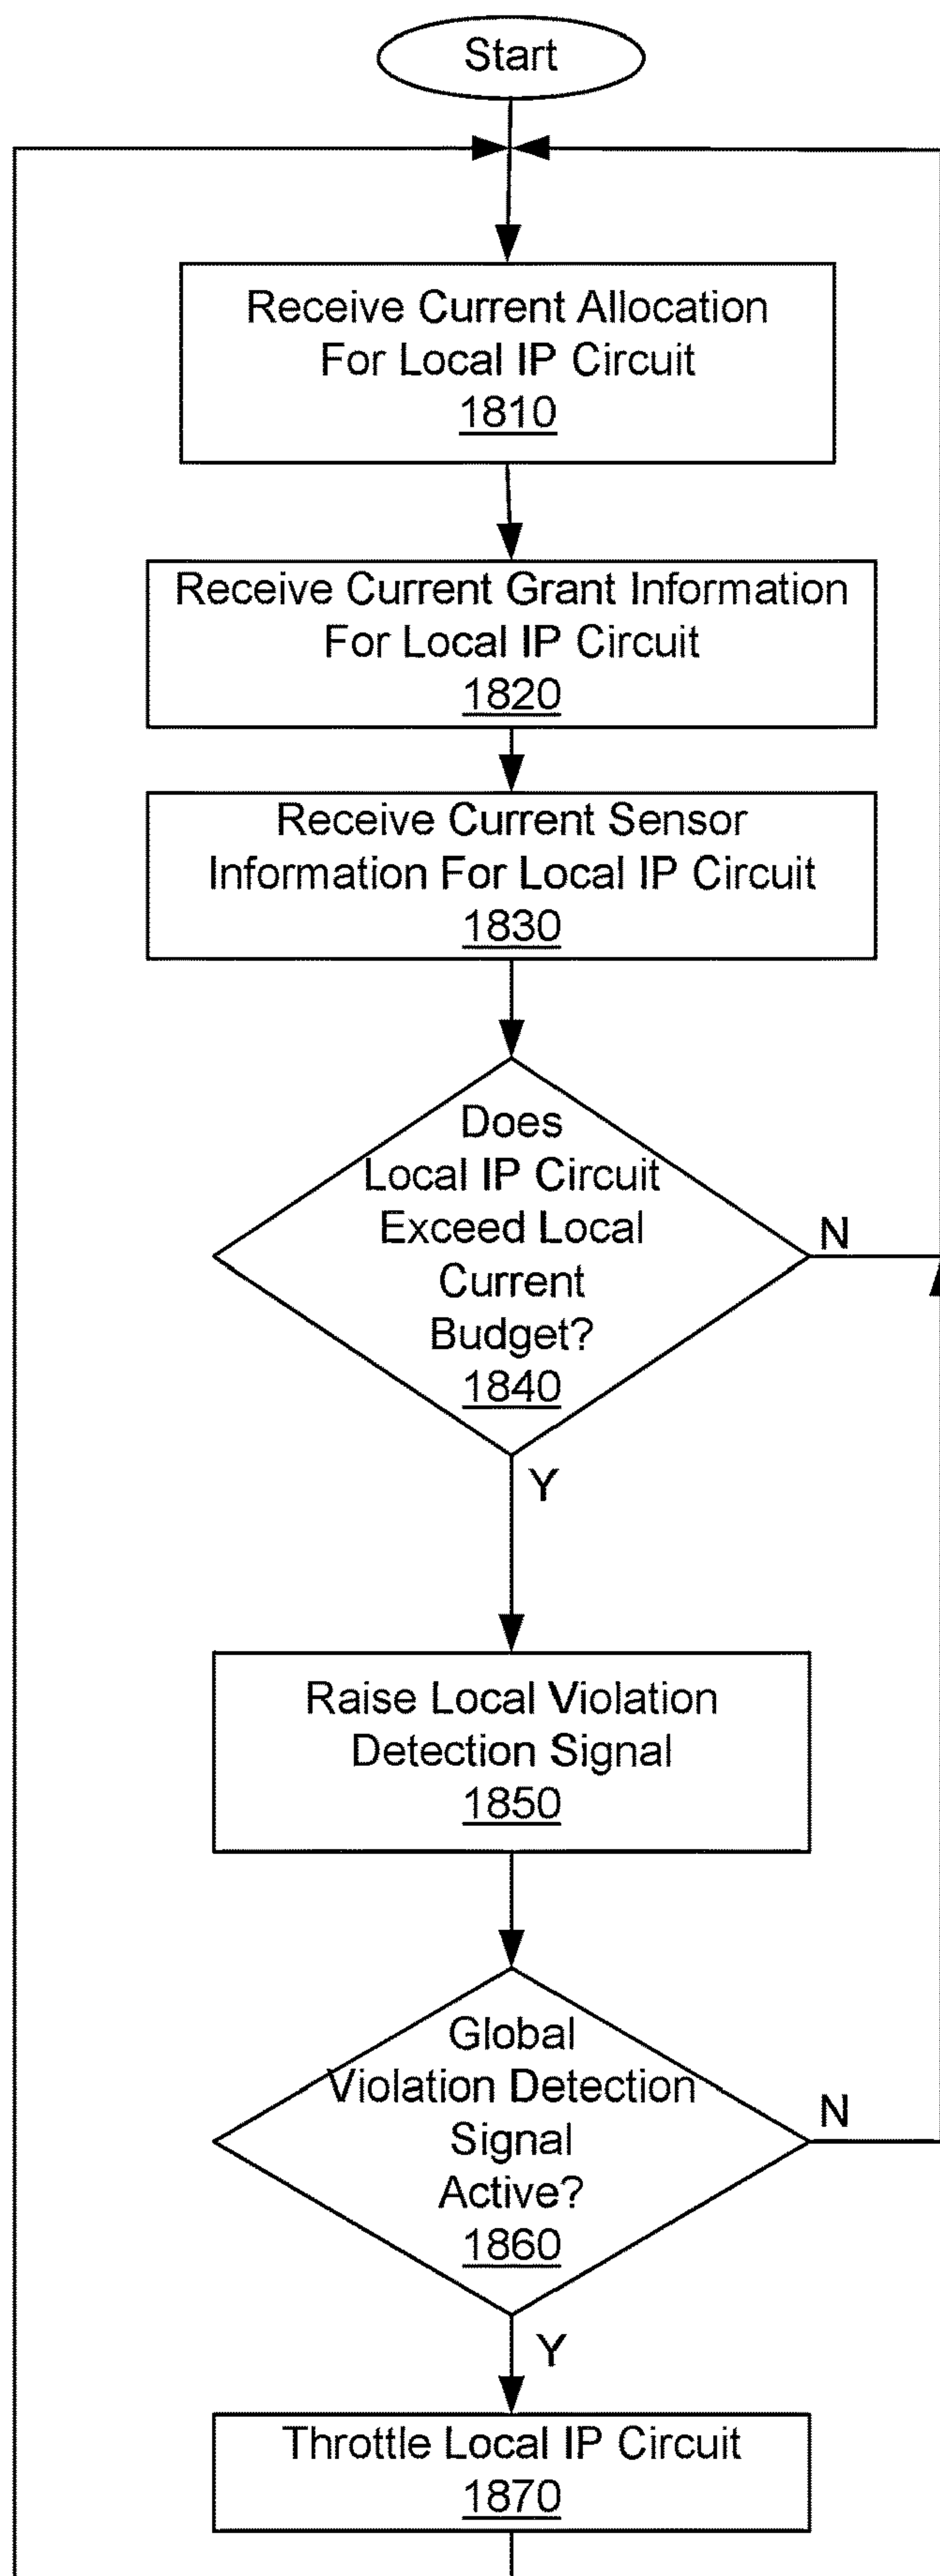 Start
Receive Current Allocation
For Local IP Circuit
1810
Receive Current Grant Information
For Local IP Circuit
1820
Receive Current Sensor
Information For Local IP Circuit
1830
Does
Local IP Circuit
Exceed Local
Current
Budget?
1840
N
Y
Raise Local Violation
Detection Signal
1850
Global
Violation Detection
Signal
Active?
1860
N
Y
Throttle Local IP Circuit
1870